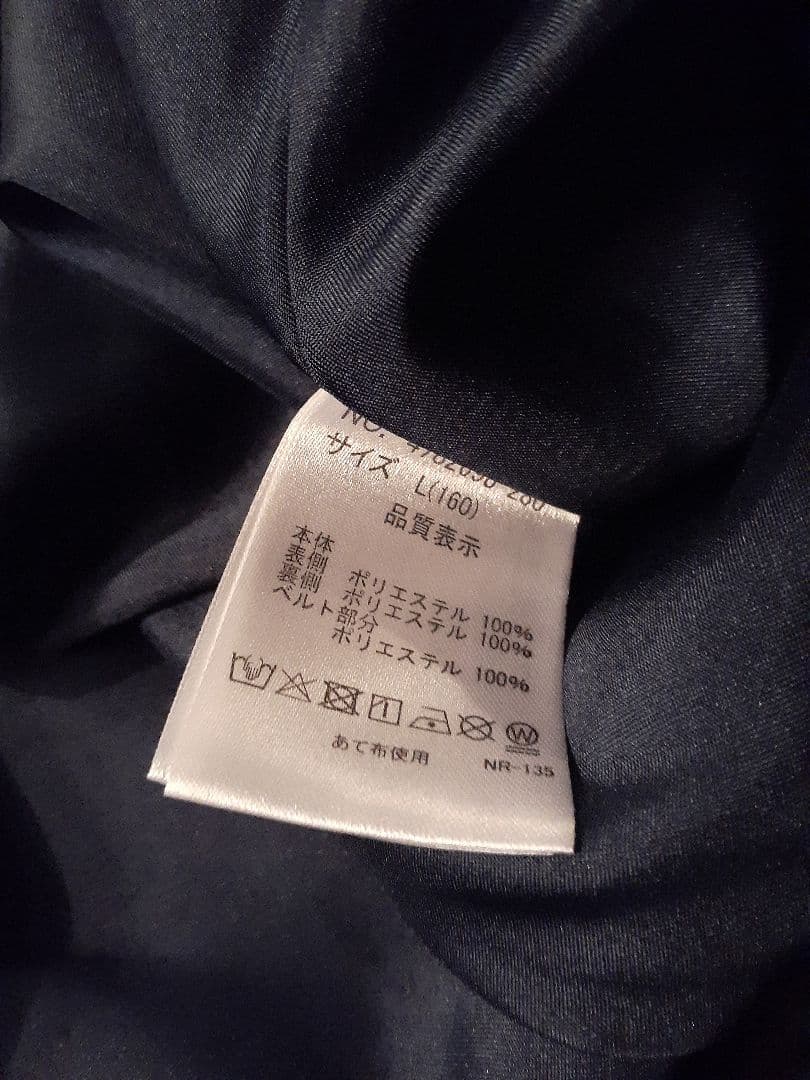 NO.
サイズ L(160)
品質表示
本体
表側 ポリエステル 100%
裏側 ポリエステル 100%
ベルト部分
ポリエステル 100%
W
あて布使用
NR-135